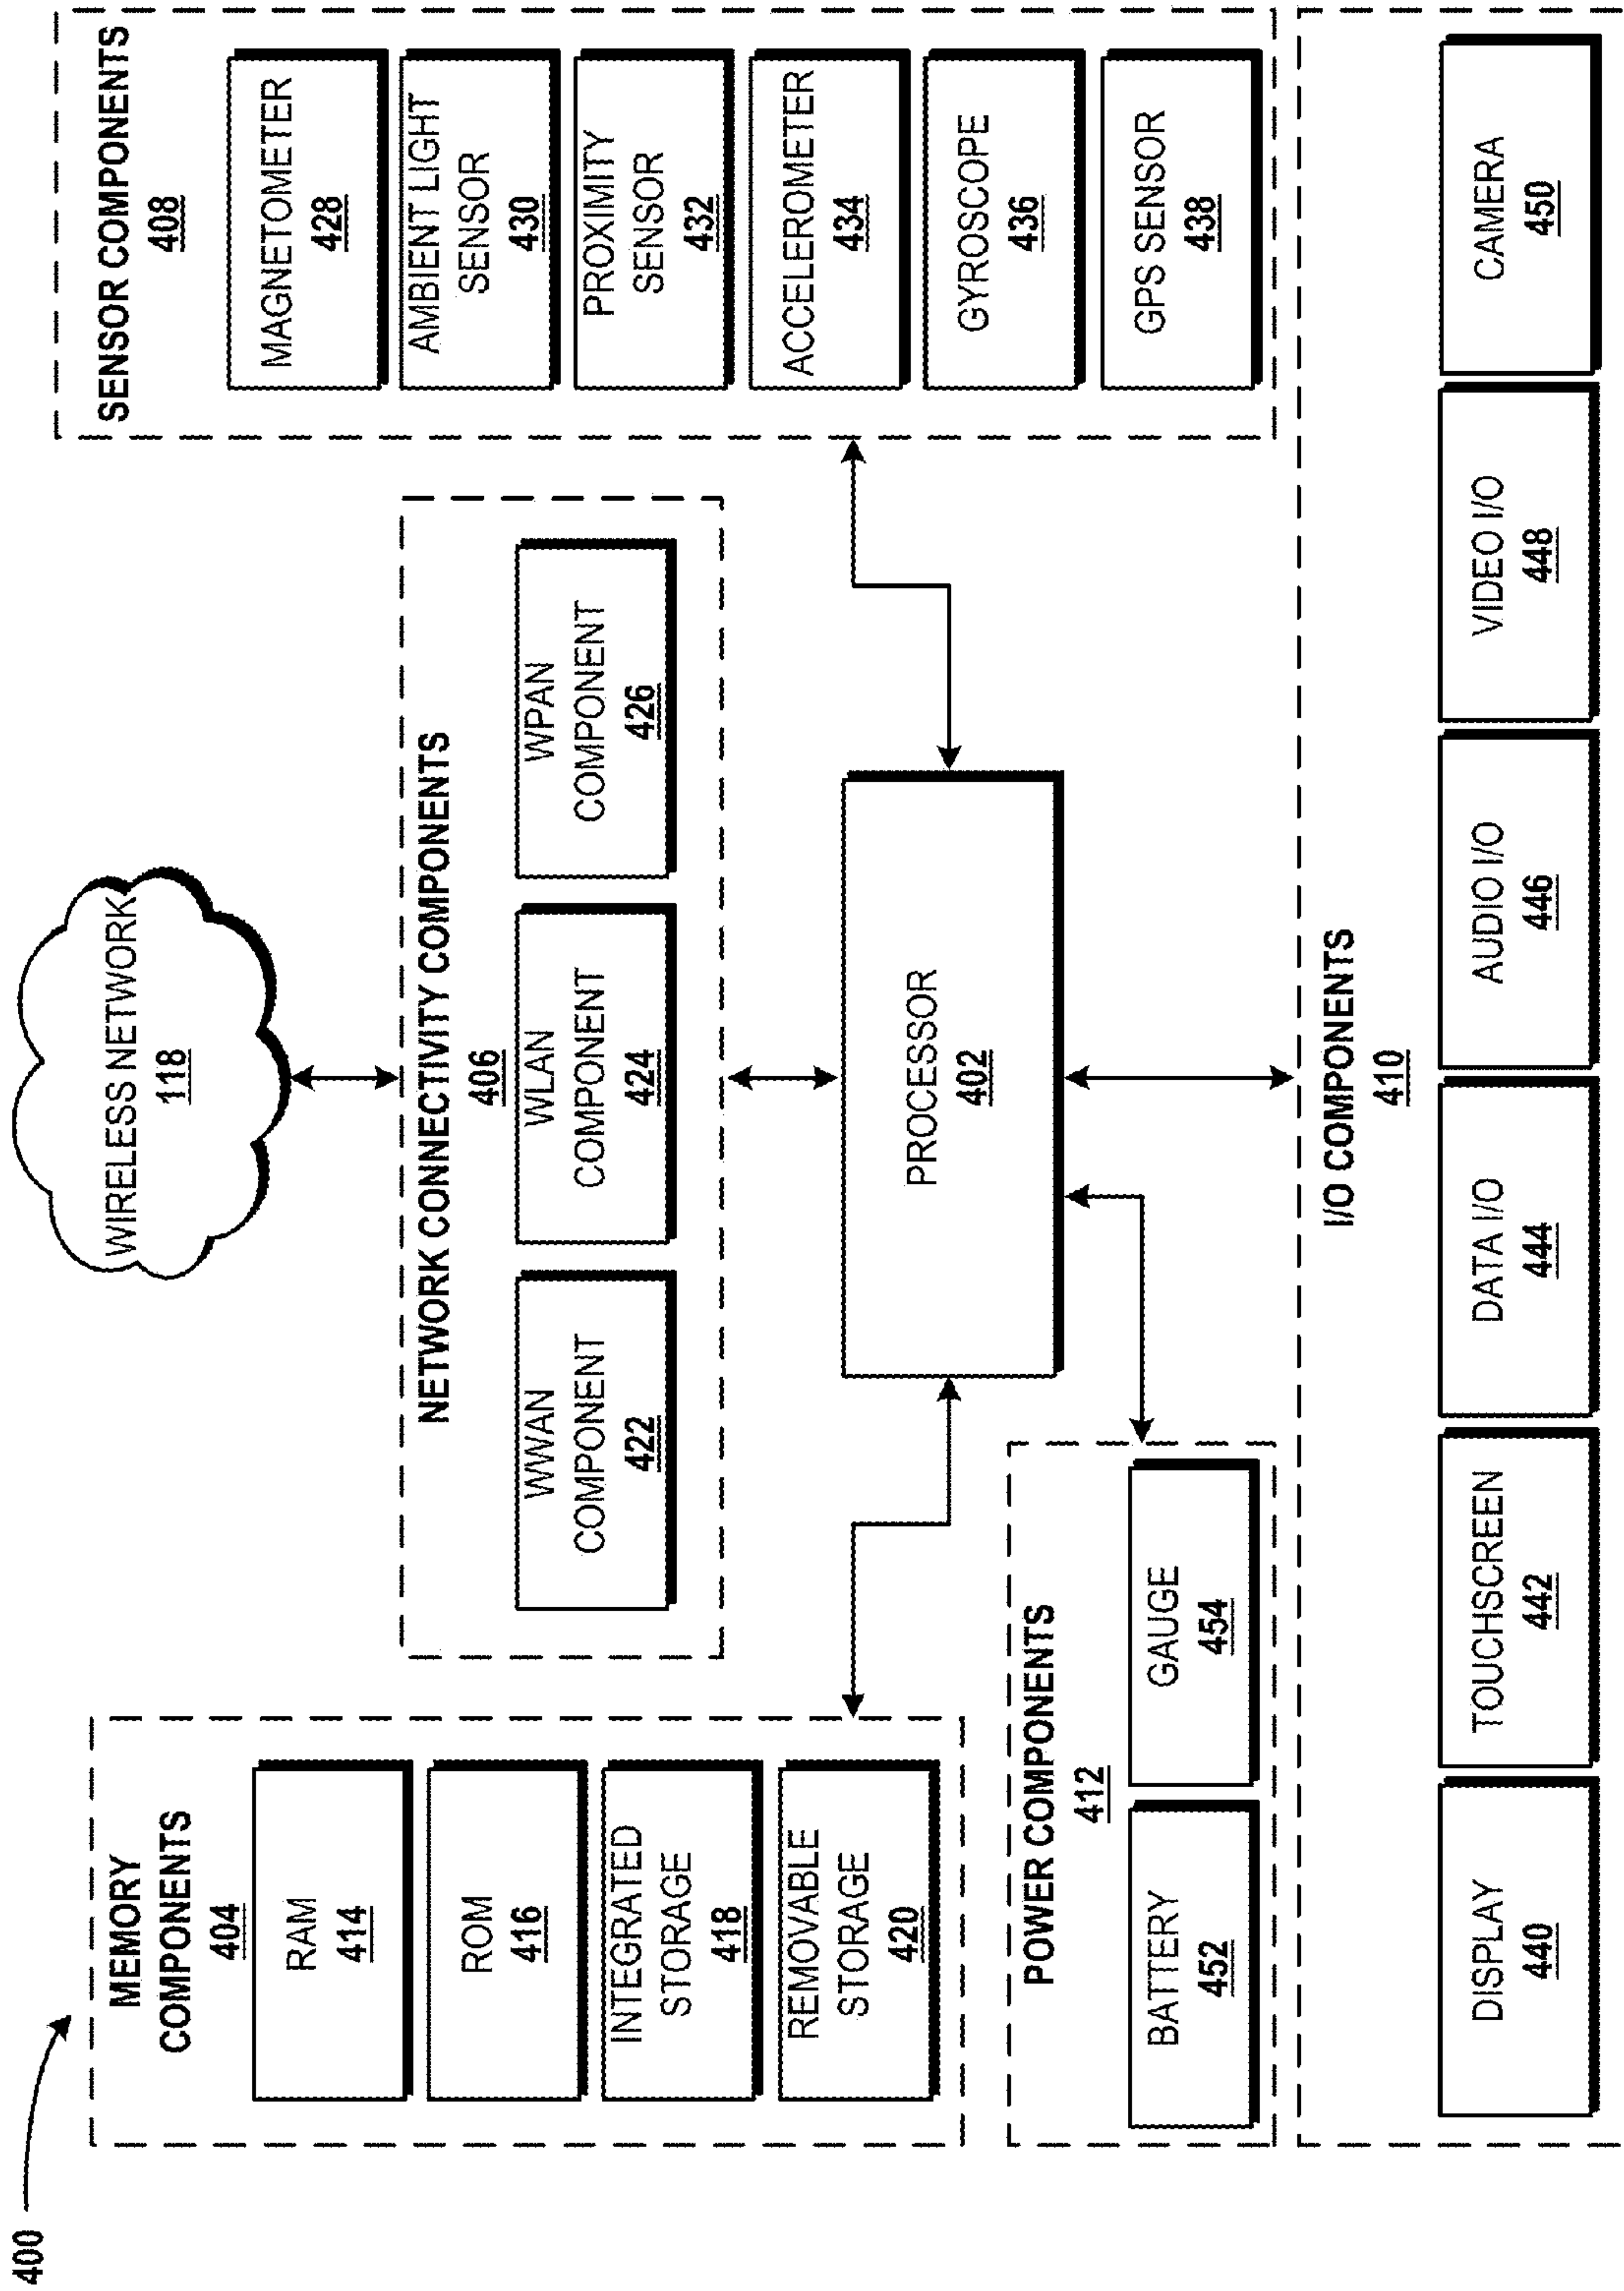 400
WIRELESS NETWORK
118
MEMORY
COMPONENTS
404
RAM
414
ROM
416
INTEGRATED
STORAGE
418
REMOVABLE
STORAGE
420
NETWORK CONNECTIVITY COMPONENTS
406
WWAN
COMPONENT
422
WLAN
COMPONENT
424
WPAN
COMPONENT
426
SENSOR COMPONENTS
408
MAGNETOMETER
428
AMBIENT LIGHT
SENSOR
430
PROXIMITY
SENSOR
432
ACCELEROMETER
434
GYROSCOPE
436
GPS SENSOR
438
PROCESSOR
402
POWER COMPONENTS
412
BATTERY
452
GAUGE
454
I/O COMPONENTS
410
DISPLAY
440
TOUCHSCREEN
442
DATA I/O
444
AUDIO I/O
446
VIDEO I/O
448
CAMERA
450